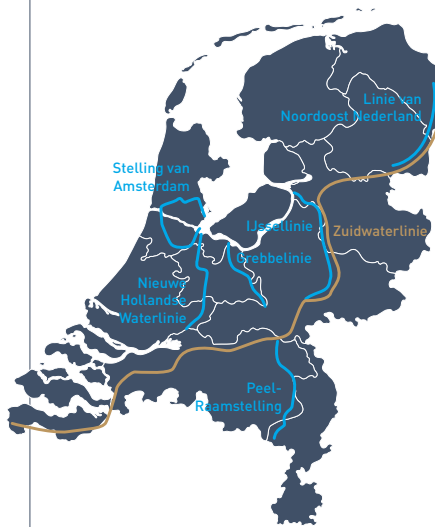 Linie van
Noordoost Nederland
Stelling van
Amsterdam
IJssellinie
Zuidwaterlinie
Grebbelinie
Nieuwe
Hollandse
Waterlinie
Peel-
Raamstelling